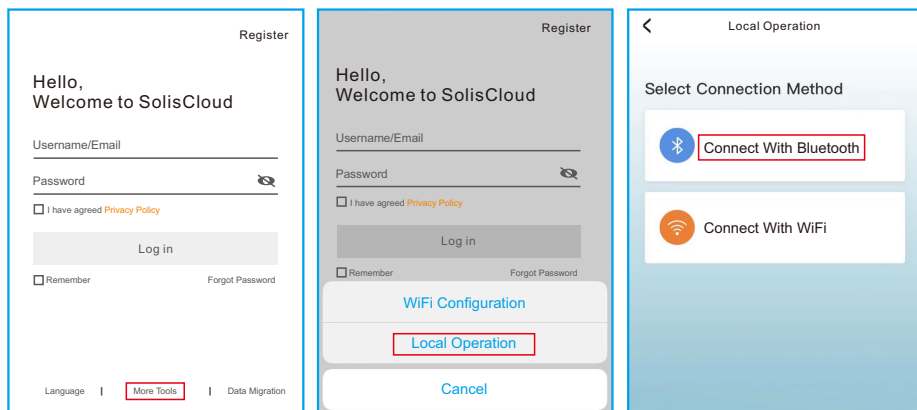 Register
Hello,
Welcome to SolisCloud
Username/Email
Password
I have agreed Privacy Policy
Log in
Remember Forgot Password
Language | More Tools | Data Migration
Register
Hello,
Welcome to SolisCloud
Username/Email
Password
I have agreed Privacy Policy
Log in
Remember Forgot Password
WiFi Configuration
Local Operation
Cancel
Local Operation
Select Connection Method
Connect With Bluetooth
Connect With WiFi